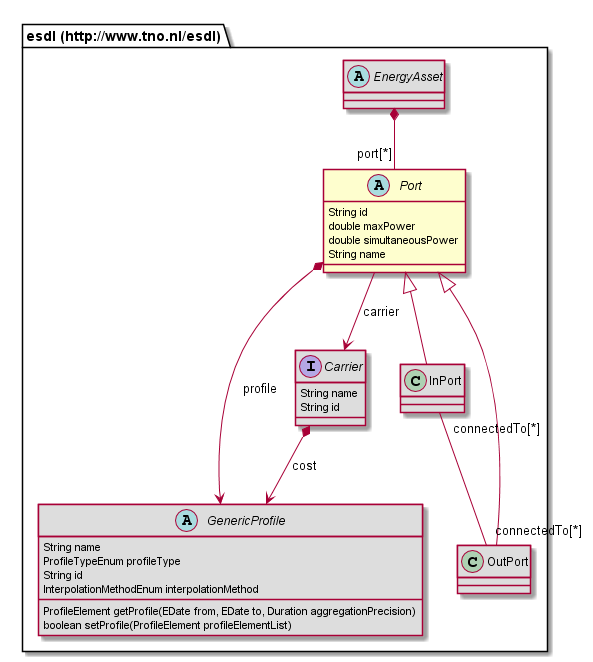 esdl (http://www.tno.nl/esdl)
A EnergyAsset
port[*]
A Port
String id
double maxPower
double simultaneousPower
String name
carrier
I Carrier
String name
String id
C InPort
profile
connectedTo[*]
cost
A GenericProfile
String name
ProfileTypeEnum profileType
String id
InterpolationMethodEnum interpolationMethod
ProfileElement getProfile(EDate from, EDate to, Duration aggregationPrecision)
boolean setProfile(ProfileElement profileElementList)
connectedTo[*]
C OutPort